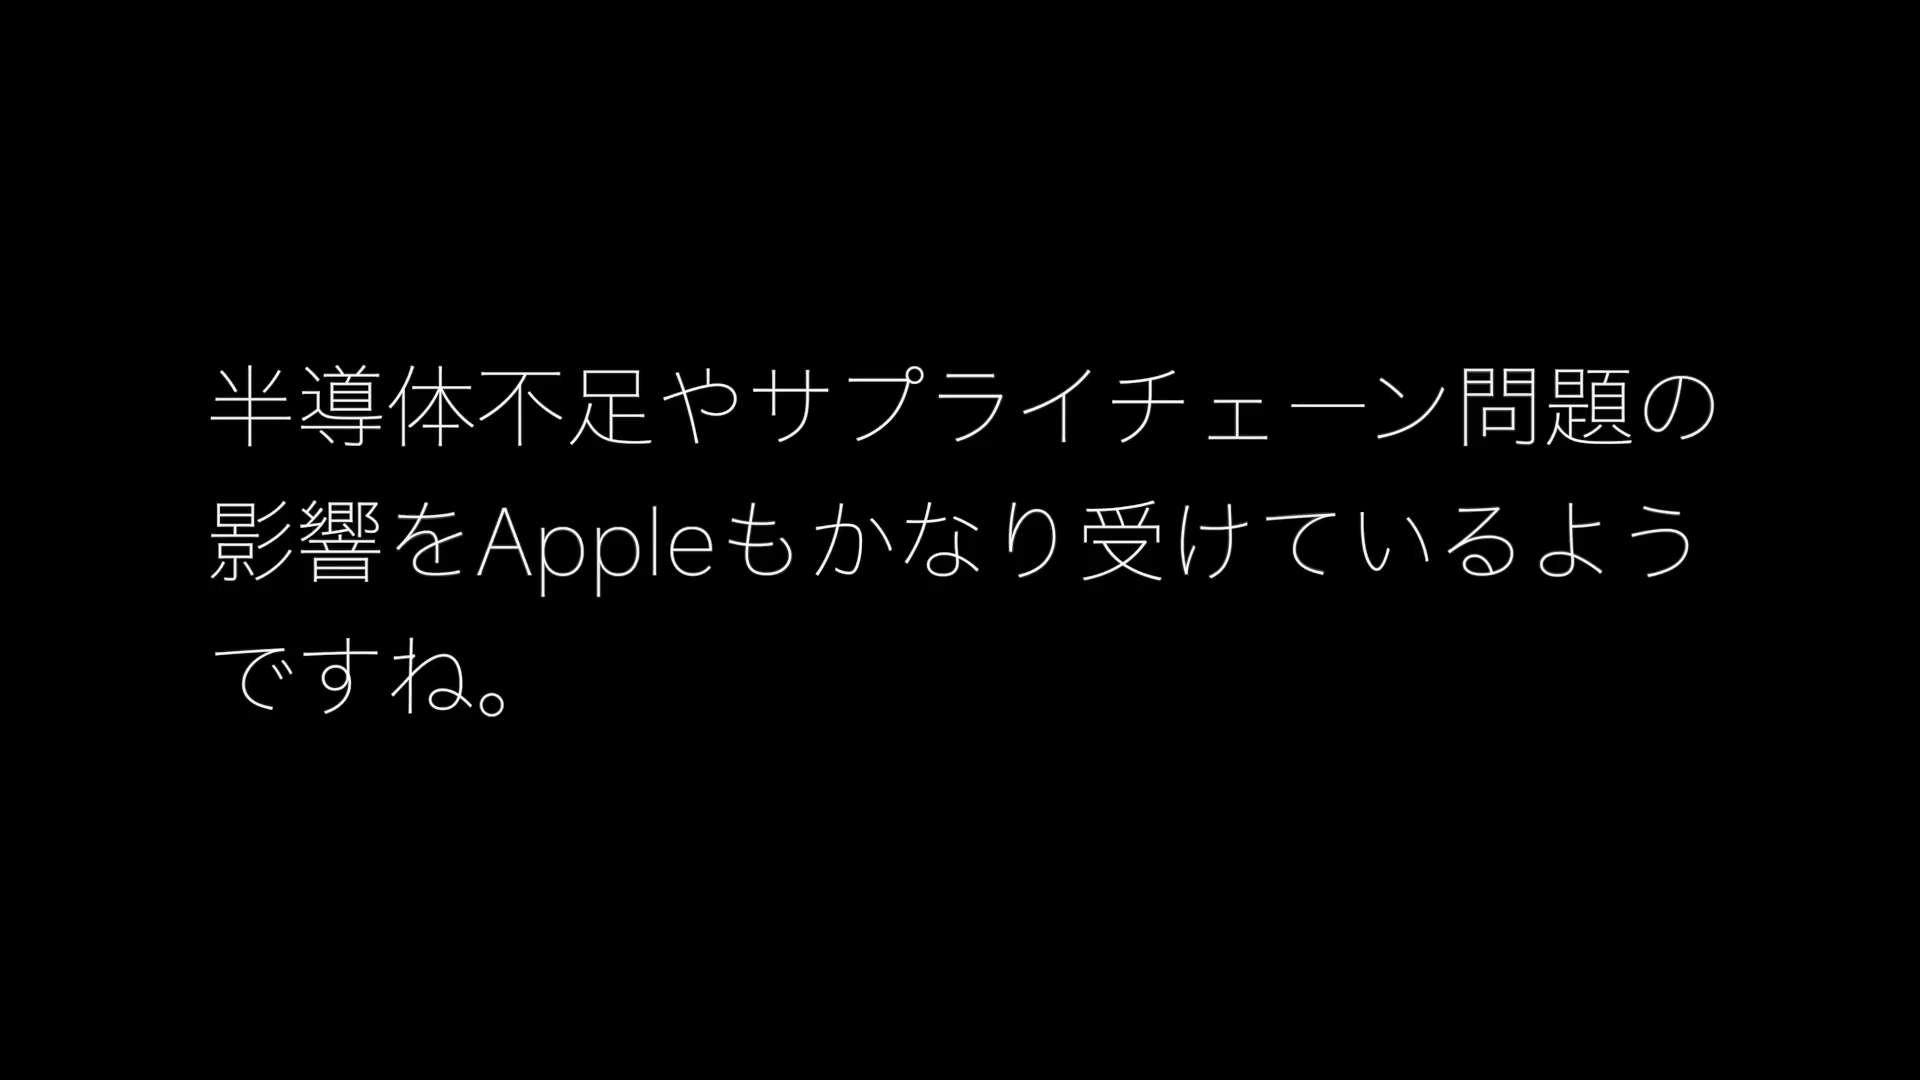 半導体不足やサプライチェーン問題の
影響をAppleもかなり受けているよう
ですね。